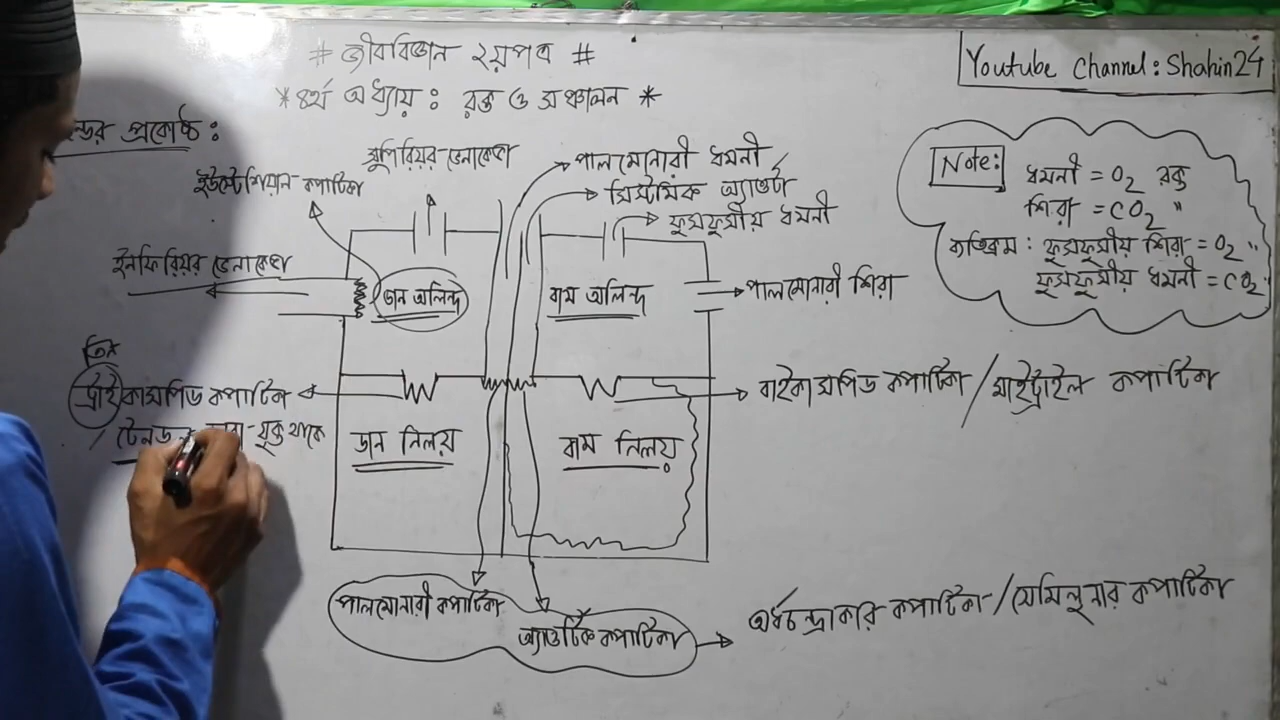 # জীববিজ্ঞান ২য়পত্র #
Youtube Channel: Shahin24
*৪র্থ অধ্যায় : রক্ত ও সঞ্চালন *
প্রকোষ্ঠ :
সুপিরিয়র ভেনাকেভা
ইউস্টেশিয়ান কপাটিকা
ইনফিরিয়র ভেনাকেভা
পালমোনারী ধমনী
সিস্টেমিক অ্যাওর্টা
ফুসফুসীয় ধমনী
Note:
ধমনী = O2 রক্ত
শিরা = CO2 "
ব্যতিক্রম : ফুসফুসীয় শিরা = O2 "
ফুসফুসীয় ধমনী = CO2 "
ডান অলিন্দ
বাম অলিন্দ
পালমোনারী শিরা
তিন
ট্রাইকাসপিড কপাটিকা
বাইকাসপিড কপাটিকা / মাইট্রাইল কপাটিকা
যুক্ত থাকে
ডান নিলয়
বাম নিলয়
পালমোনারী কপাটিকা
অ্যাওর্টিক কপাটিকা
অর্ধচন্দ্রাকার কপাটিকা / সেমিলুনার কপাটিকা